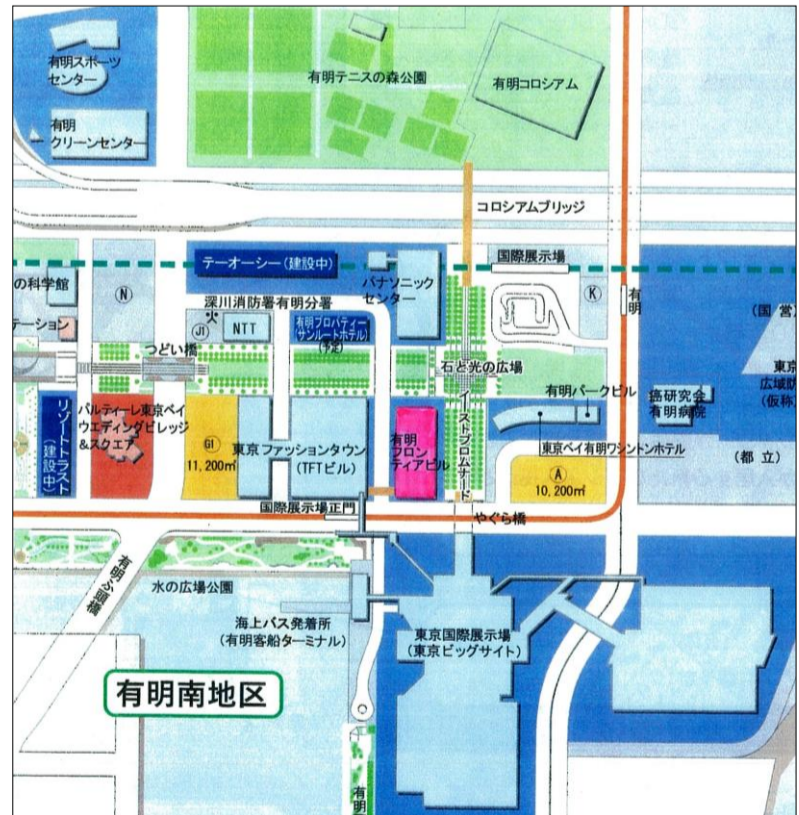 有明スポーツ
センター
有明テニスの森公園
有明コロシアム
有明
クリーンセンター
コロシアムブリッジ
テーオーシー(建設中)
国際展示場
パナソニック
センター
の科学館
Ⓝ
深川消防署有明分署
Ⓚ
有明
(国営)
テーション
J1
NTT
有明プロパティー
(サンルートホテル)
(予定)
つどい橋
石と光の広場
東京
広域防
(仮称)
癌研究会
有明病院
有明パークビル
リゾートトラスト
(建設中)
パルティーレ東京ベイ
ウエディングビレッジ
&スクエア
G1
11,200㎡
東京ファッションタウン
(TFTビル)
有明
フロン
ティアビル
イーストプロムナード
東京ベイ有明ワシントンホテル
(都立)
Ⓐ
10,200㎡
国際展示場正門
やぐら橋
有明ふ頭橋
水の広場公園
海上バス発着所
(有明客船ターミナル)
東京国際展示場
(東京ビッグサイト)
有明南地区
有明